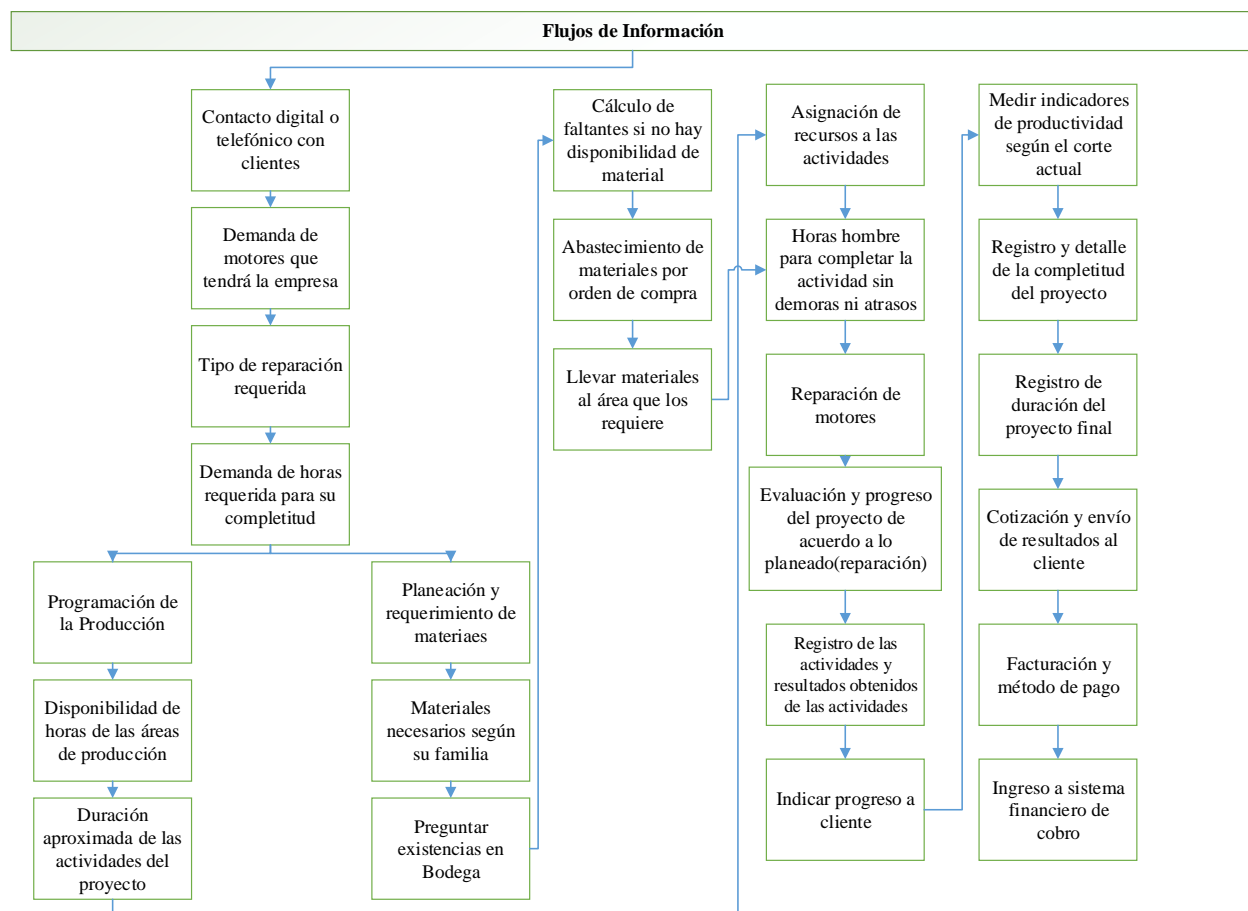 Flujos de Información
Contacto digital o
telefónico con
clientes
Demanda de
motores que
tendrá la empresa
Tipo de reparación
requerida
Demanda de horas
requerida para su
completitud
Programación de
la Producción
Disponibilidad de
horas de las áreas
de producción
Duración
aproximada de las
actividades del
proyecto
Planeación y
requerimiento de
materiaes
Materiales
necesarios según
su familia
Preguntar
existencias en
Bodega
Cálculo de
faltantes si no hay
disponibilidad de
material
Abastecimiento de
materiales por
orden de compra
Llevar materiales
al área que los
requiere
Asignación de
recursos a las
actividades
Horas hombre
para completar la
actividad sin
demoras ni atrasos
Reparación de
motores
Evaluación y progreso
del proyecto de
acuerdo a lo
planeado(reparación)
Registro de las
actividades y
resultados obtenidos
de las actividades
Indicar progreso a
cliente
Medir indicadores
de productividad
según el corte
actual
Registro y detalle
de la completitud
del proyecto
Registro de
duración del
proyecto final
Cotización y envío
de resultados al
cliente
Facturación y
método de pago
Ingreso a sistema
financiero de
cobro